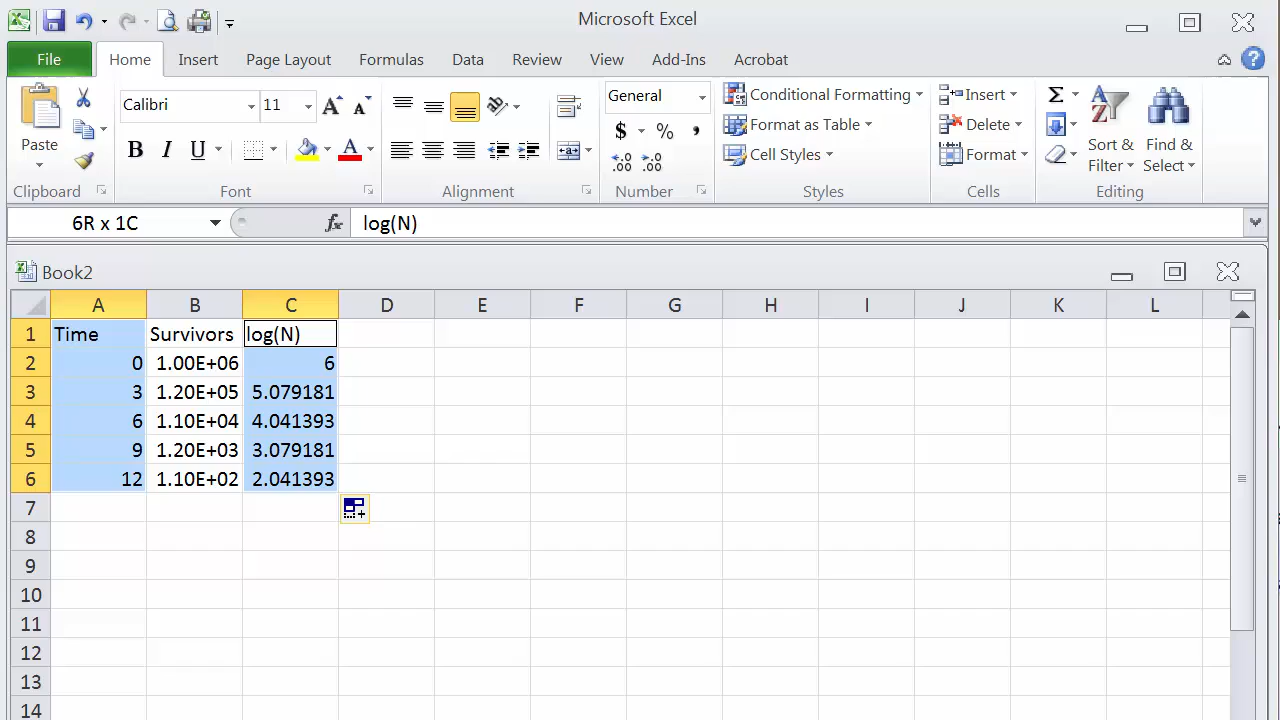 Microsoft Excel
File Home Insert Page Layout Formulas Data Review View Add-Ins Acrobat
Paste
Clipboard
Calibri 11
B I U A
Font
Alignment
General
$ % ,
.00 .0
Number
Conditional Formatting
Format as Table
Cell Styles
Styles
Insert
Delete
Format
Cells
Sort & Filter
Find & Select
Editing
6R x 1C fx log(N)
Book2
A B C D E F G H I J K L
1 Time Survivors log(N)
2 0 1.00E+06 6
3 3 1.20E+05 5.079181
4 6 1.10E+04 4.041393
5 9 1.20E+03 3.079181
6 12 1.10E+02 2.041393
7
8
9
10
11
12
13
14